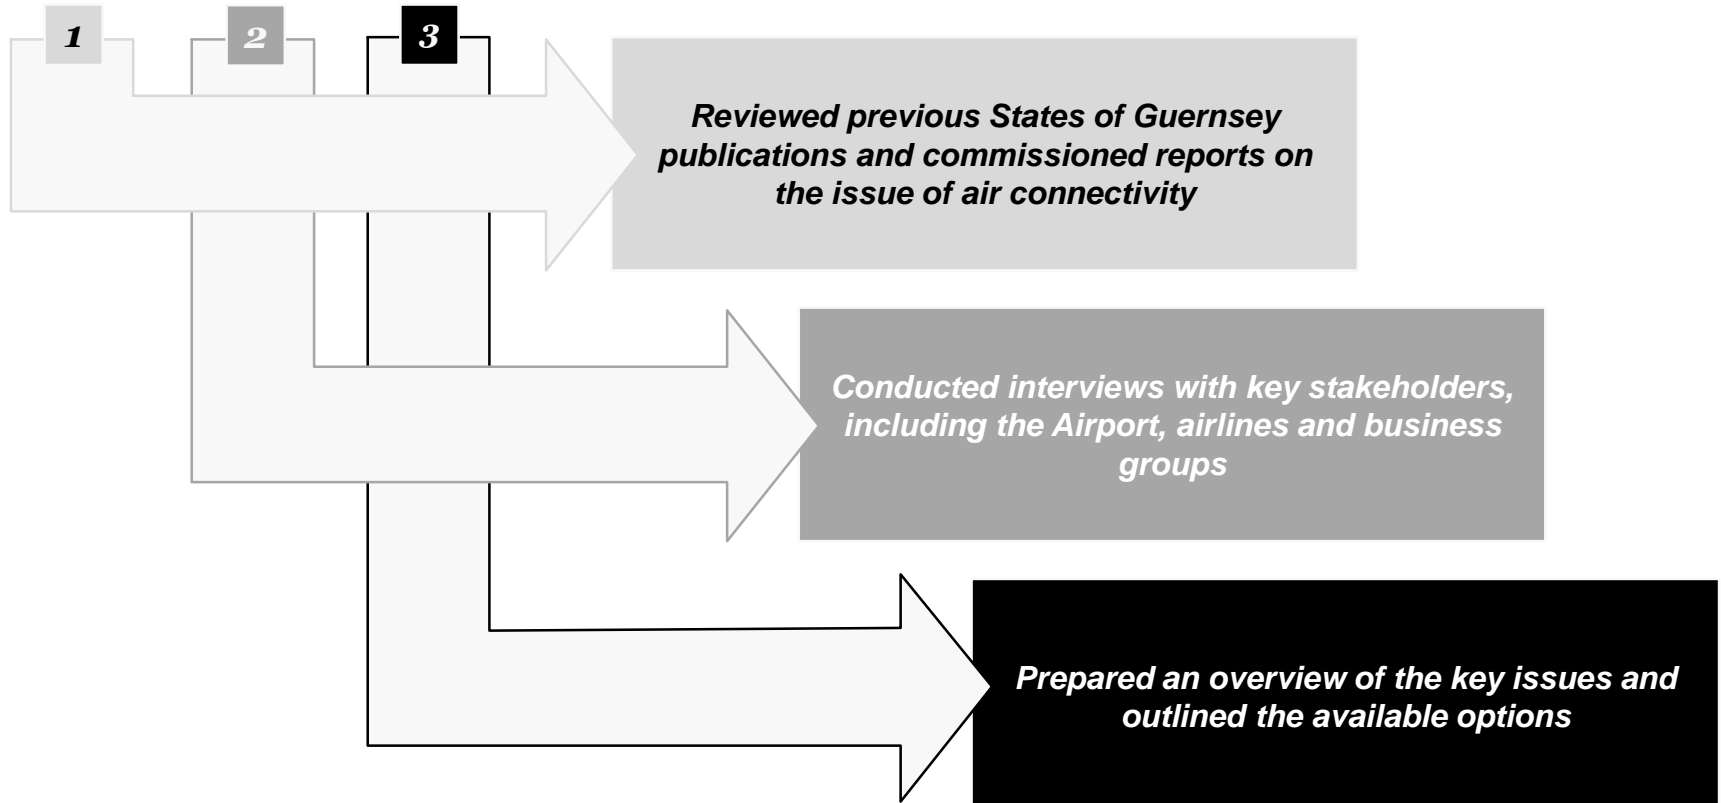 1
2
3
Reviewed previous States of Guernsey
publications and commissioned reports on
the issue of air connectivity
Conducted interviews with key stakeholders,
including the Airport, airlines and business
groups
Prepared an overview of the key issues and
outlined the available options